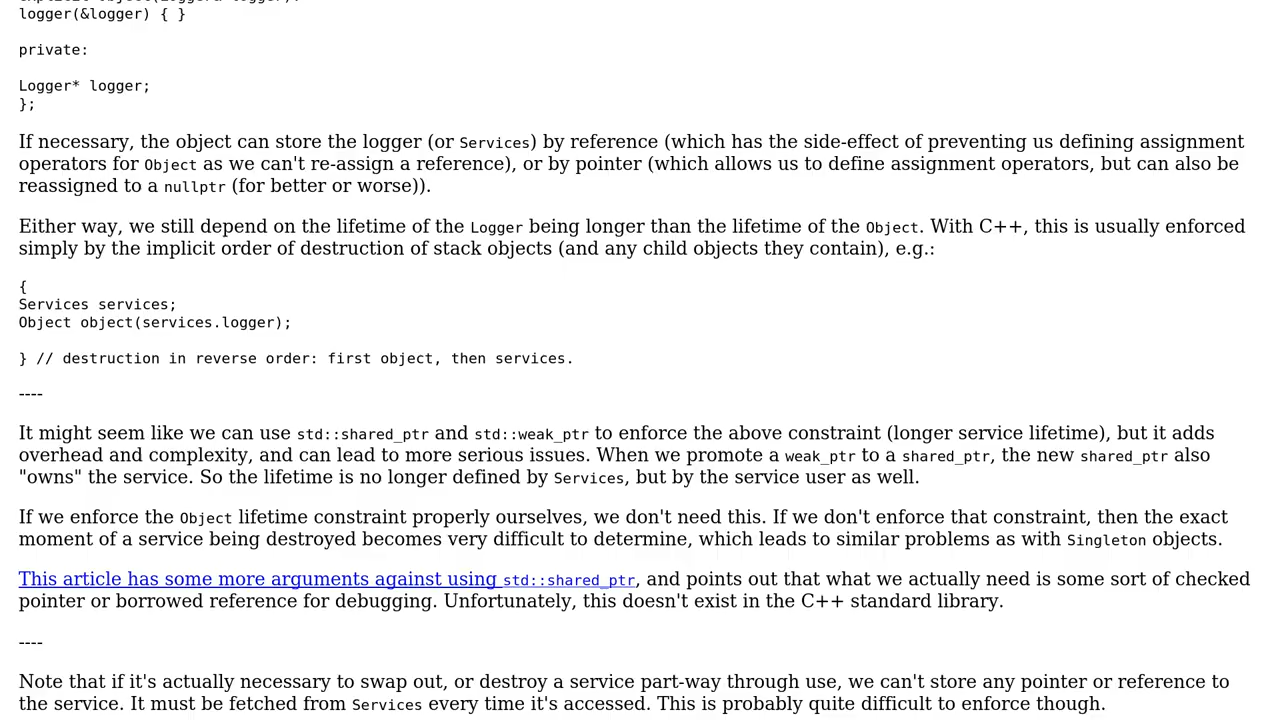 logger(&logger) { }
private:
Logger* logger;
};
If necessary, the object can store the logger (or Services) by reference (which has the side-effect of preventing us defining assignment
operators for Object as we can't re-assign a reference), or by pointer (which allows us to define assignment operators, but can also be
reassigned to a nullptr (for better or worse)).
Either way, we still depend on the lifetime of the Logger being longer than the lifetime of the Object. With C++, this is usually enforced
simply by the implicit order of destruction of stack objects (and any child objects they contain), e.g.:
{
Services services;
Object object(services.logger);
} // destruction in reverse order: first object, then services.
----
It might seem like we can use std::shared_ptr and std::weak_ptr to enforce the above constraint (longer service lifetime), but it adds
overhead and complexity, and can lead to more serious issues. When we promote a weak_ptr to a shared_ptr, the new shared_ptr also
"owns" the service. So the lifetime is no longer defined by Services, but by the service user as well.
If we enforce the Object lifetime constraint properly ourselves, we don't need this. If we don't enforce that constraint, then the exact
moment of a service being destroyed becomes very difficult to determine, which leads to similar problems as with Singleton objects.
This article has some more arguments against using std::shared_ptr, and points out that what we actually need is some sort of checked
pointer or borrowed reference for debugging. Unfortunately, this doesn't exist in the C++ standard library.
----
Note that if it's actually necessary to swap out, or destroy a service part-way through use, we can't store any pointer or reference to
the service. It must be fetched from Services every time it's accessed. This is probably quite difficult to enforce though.